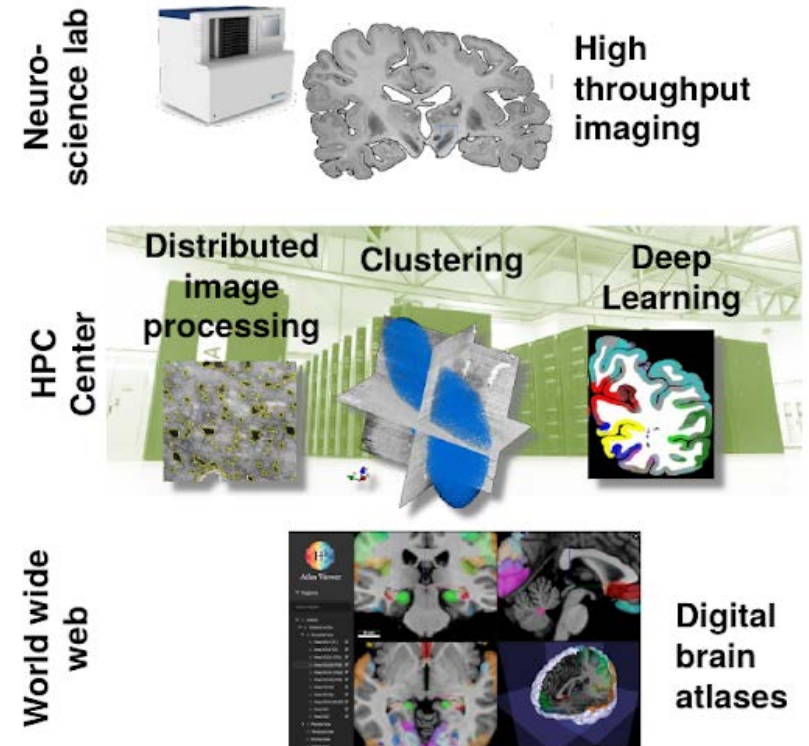 Neuro-
science lab
High
throughput
imaging
HPC
Center
Distributed
image
processing
Clustering
Deep
Learning
A
World wide
web
Atlas Viewer
Regions
Digital
brain
atlases